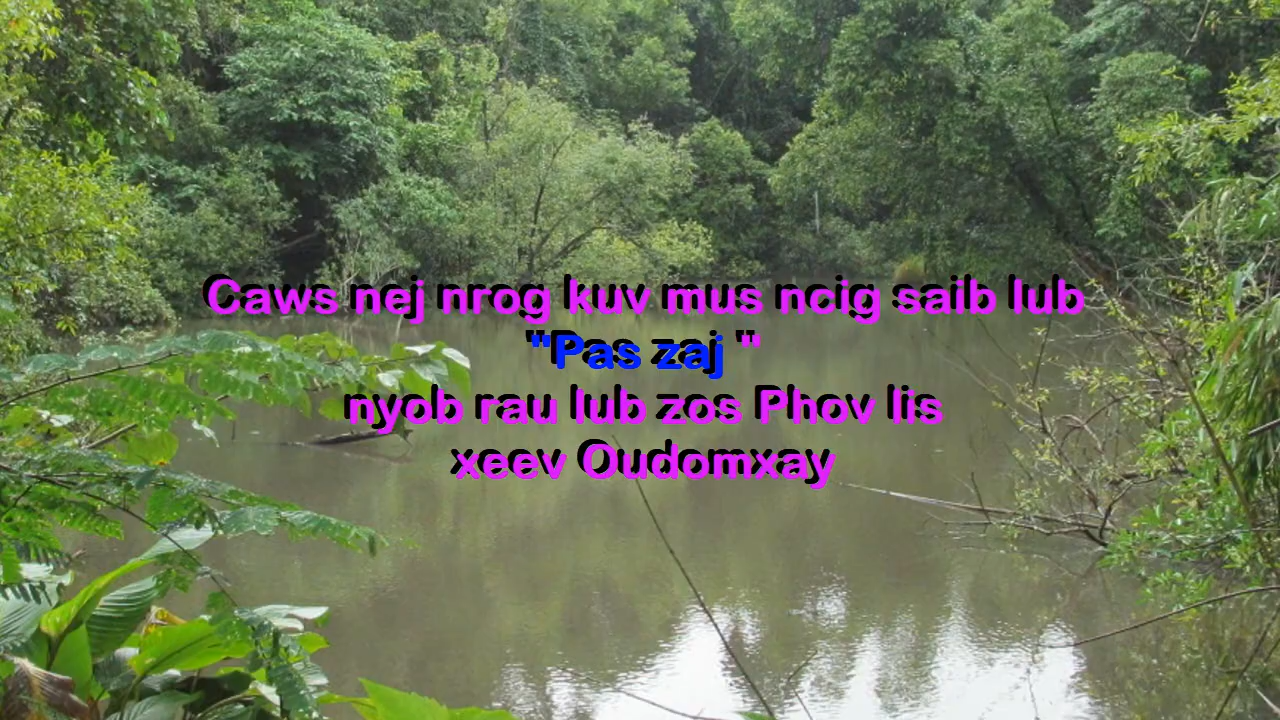 Caws nej nrog kuv mus ncig saib lub
"Pas zaj "
nyob rau lub zos Phov lis
xeev Oudomxay